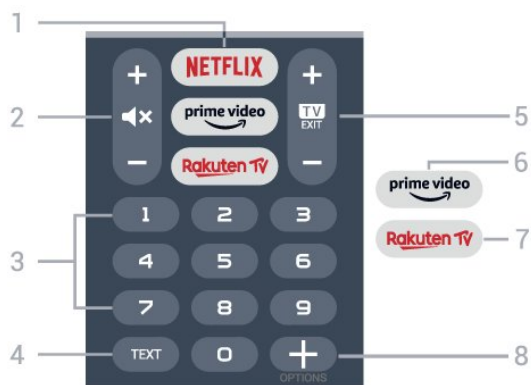 1
+ NETFLIX +
2 prime video TV EXIT 5
6
- Rakuten TV - prime video
1 2 3 Rakuten TV 7
3 4 5 6
7 8 9
4 TEXT 0 + 8
OPTIONS